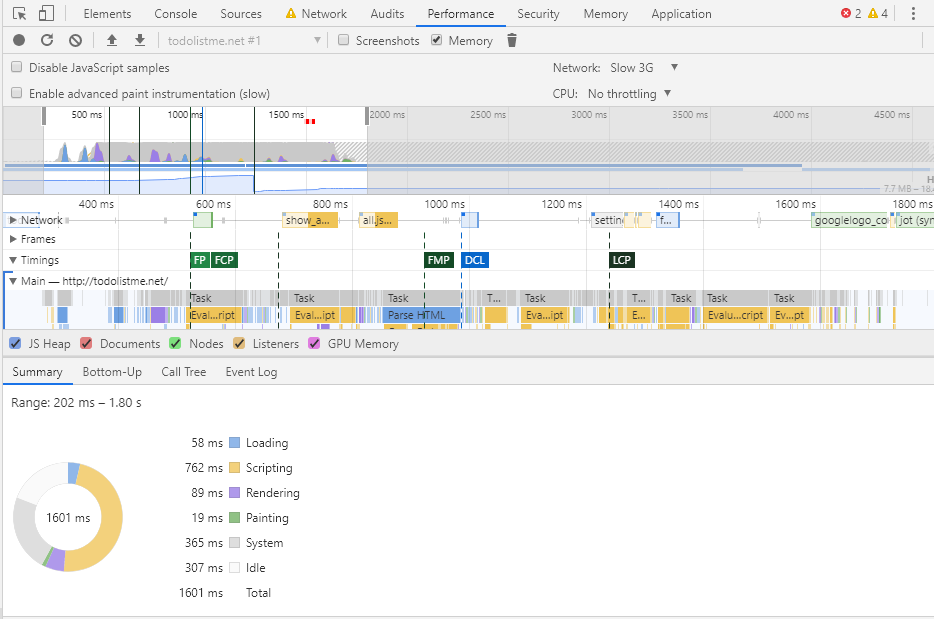 Elements Console Sources Network Audits Performance Security Memory Application 2 4
todolistme.net #1 Screenshots Memory
Disable JavaScript samples Network: Slow 3G
Enable advanced paint instrumentation (slow) CPU: No throttling
500 ms 1000 ms 1500 ms 2000 ms 2500 ms 3000 ms 3500 ms 4000 ms 4500 ms
H
7.7 MB – 18.
400 ms 600 ms 800 ms 1000 ms 1200 ms 1400 ms 1600 ms 1800 ms
Network show_a... all.js... settin f... googlelogo_co jot (syn
Frames
Timings FP FCP FMP DCL LCP
Main — http://todolistme.net/
Task Task Task T... Task T... Task Task Task
Eval...ript Eval...ipt Parse HTML Eva...ipt E... Evalu...cript Ev...pt
JS Heap Documents Nodes Listeners GPU Memory
Summary Bottom-Up Call Tree Event Log
Range: 202 ms – 1.80 s
58 ms Loading
762 ms Scripting
89 ms Rendering
1601 ms 19 ms Painting
365 ms System
307 ms Idle
1601 ms Total